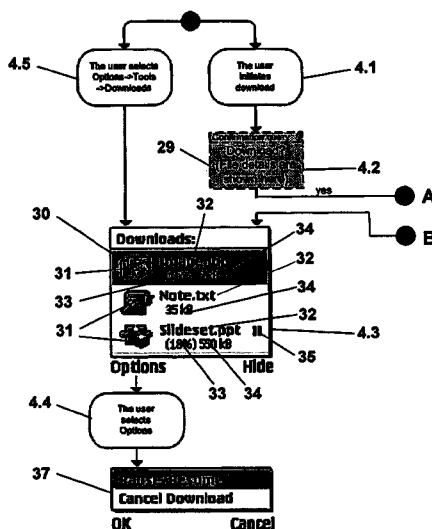 4.5
The user selects
Options->Tools
->Downloads
The user
initiates
download
4.1
29
Download
4.2
yes
A
B
30
32
34
Downloads:
31
32
33
34
Note.txt
35 kB
31
32
Slideset.ppt
(18%) 550 kB
4.3
35
Options
Hide
33
34
4.4
The user
selects
Options
37
Cancel Download
OK
Cancel